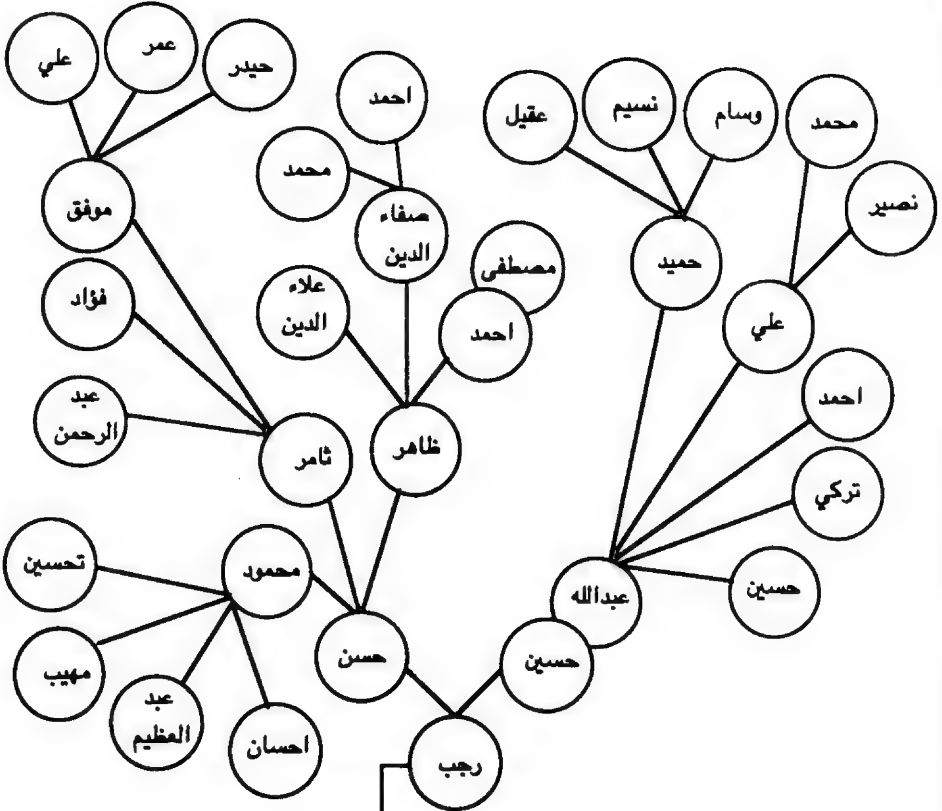 علي
عمر
حيدر
احمد
محمد
موفق
صفاء
الدين
عقيل
نسيم
وسام
محمد
نصير
حميد
مصطفى
علاء
الدين
احمد
علي
فؤاد
عبد
الرحمن
ثامر
ظاهر
احمد
تركي
حسين
عبدالله
تحسين
محمود
مهيب
عبد
العظيم
احسان
حسن
حسين
رجب